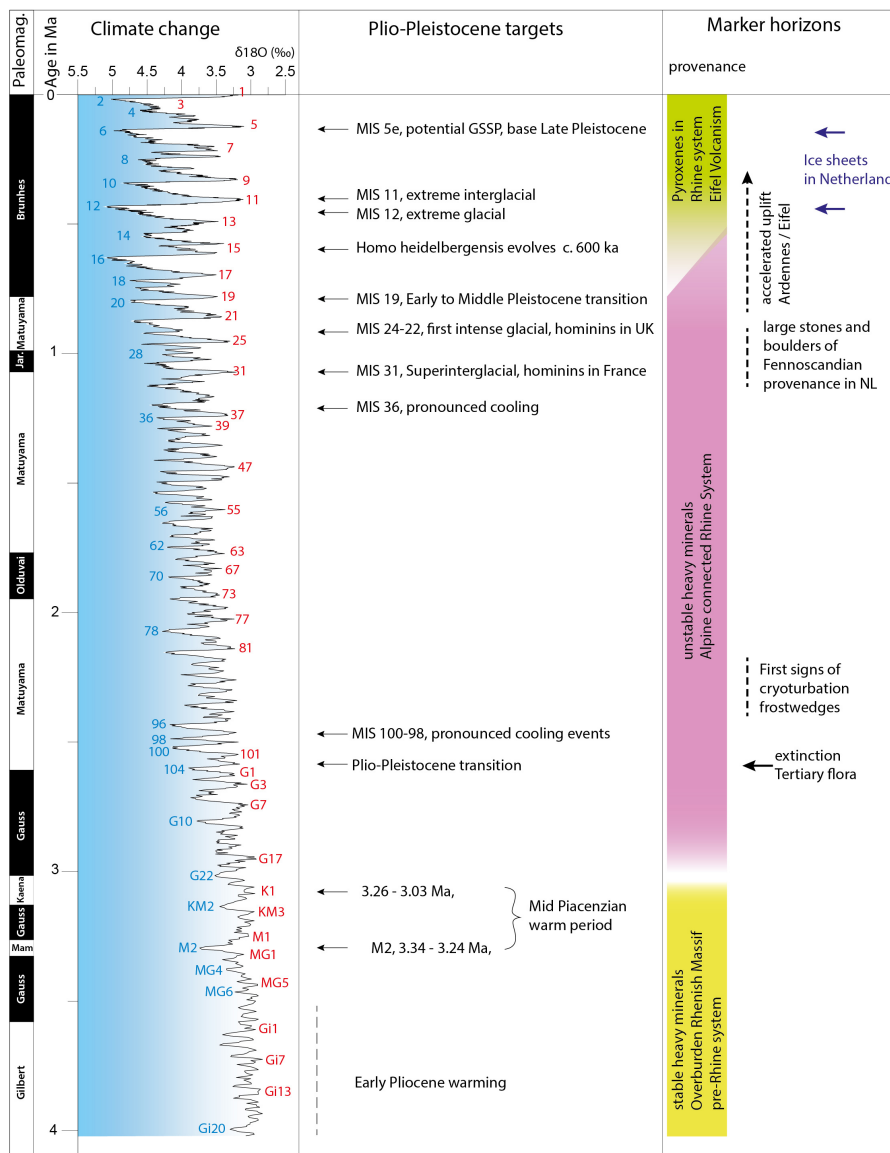 Climate change
Plio-Pleistocene targets
Marker horizons
Paleomag.
Age in Ma
δ18O (‰)
provenance
5.5 5 4.5 4 3.5 3 2.5
0
1
2
3
4
Brunhes
Matuyama
Jar.
Matuyama
Olduvai
Matuyama
Gauss
Kaena
Gauss
Mam
Gauss
Gilbert
1
2
3
4
5
6
7
8
9
10
11
12
13
14
15
16
17
18
19
20
21
25
28
31
37
36
39
47
56
55
62
63
67
70
73
77
78
81
96
98
100
101
104
G1
G3
G7
G10
G17
G22
K1
KM2
KM3
M1
M2
MG1
MG4
MG5
MG6
Gi1
Gi7
Gi13
Gi20
MIS 5e, potential GSSP, base Late Pleistocene
MIS 11, extreme interglacial
MIS 12, extreme glacial
Homo heidelbergensis evolves c. 600 ka
MIS 19, Early to Middle Pleistocene transition
MIS 24-22, first intense glacial, hominins in UK
MIS 31, Superinterglacial, hominins in France
MIS 36, pronounced cooling
MIS 100-98, pronounced cooling events
Plio-Pleistocene transition
3.26 - 3.03 Ma,
Mid Piacenzian
warm period
M2, 3.34 - 3.24 Ma,
Early Pliocene warming
Pyroxenes in
Rhine system
Eifel Volcanism
unstable heavy minerals
Alpine connected Rhine System
stable heavy minerals
Overburden Rhenish Massif
pre-Rhine system
Ice sheets
in Netherland
accelerated uplift
Ardennes / Eifel
large stones and
boulders of
Fennoscandian
provenance in NL
First signs of
cryoturbation
frostwedges
extinction
Tertiary flora